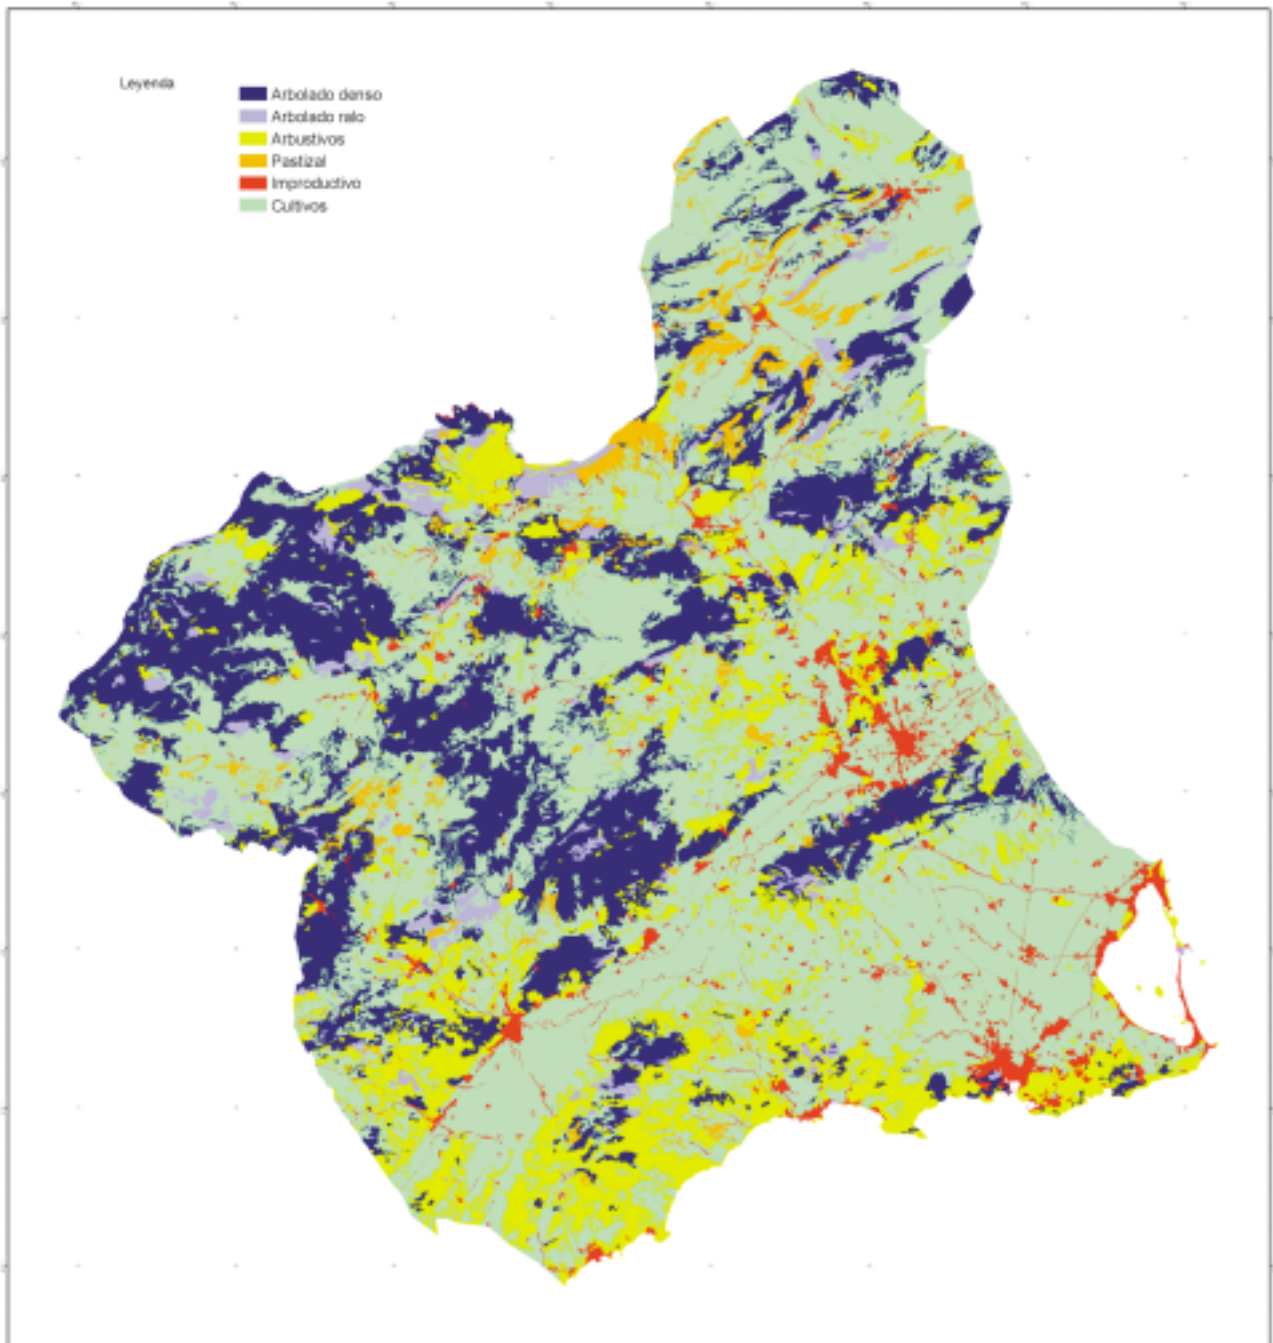 Leyenda
Arbolado denso
Arbolado ralo
Arbustivos
Pastizal
Improductivo
Cultivos